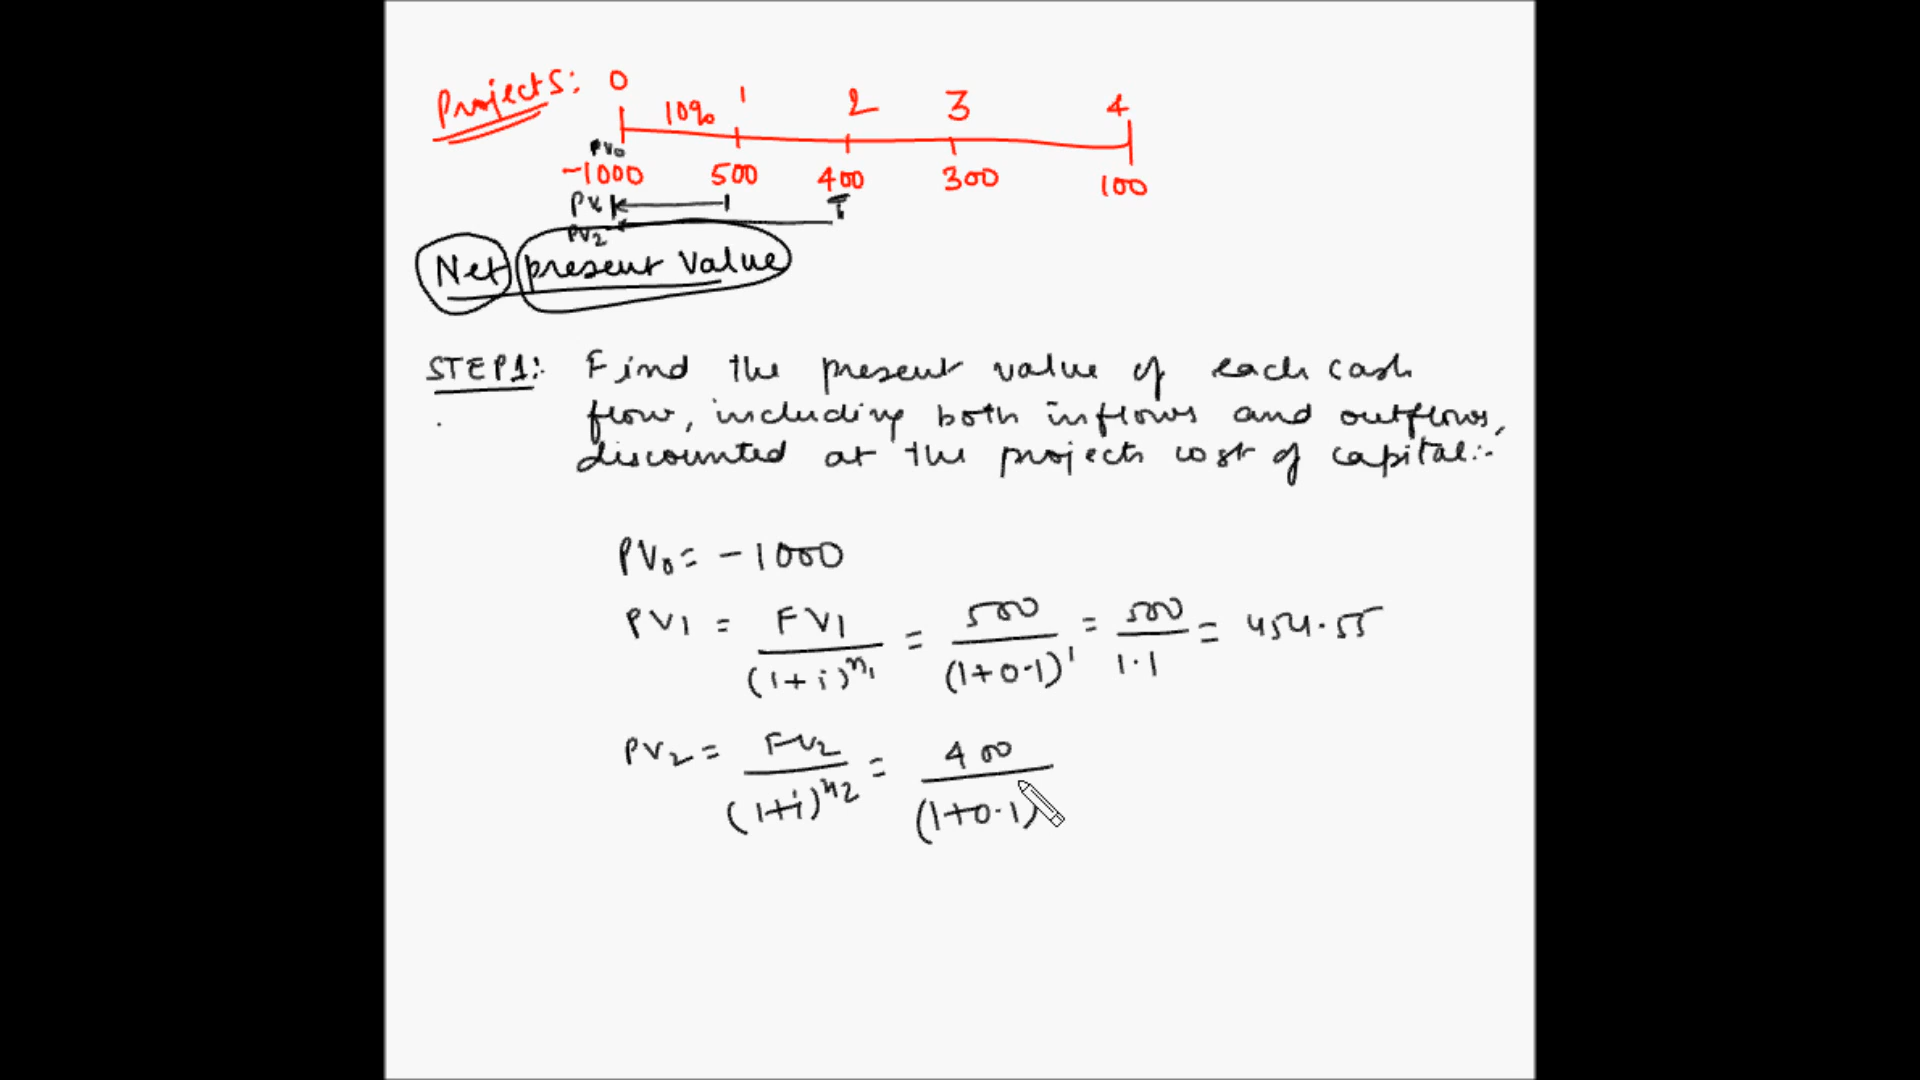 Projects: 0 10% 1 2 3 4
PV0
-1000 500 400 300 100
PV1
PV2
Net present Value
STEP1: Find the present value of each cash
flow, including both inflows and outflows,
discounted at the projects cost of capital:-
PV0 = -1000
PV1 = FV1 / (1+i)^n1 = 500 / (1+0.1)^1 = 500 / 1.1 = 454.55
PV2 = FV2 / (1+i)^n2 = 400 / (1+0.1)